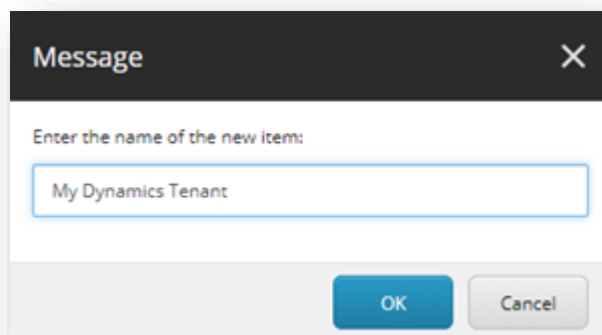 Message
Enter the name of the new item:
My Dynamics Tenant
OK
Cancel